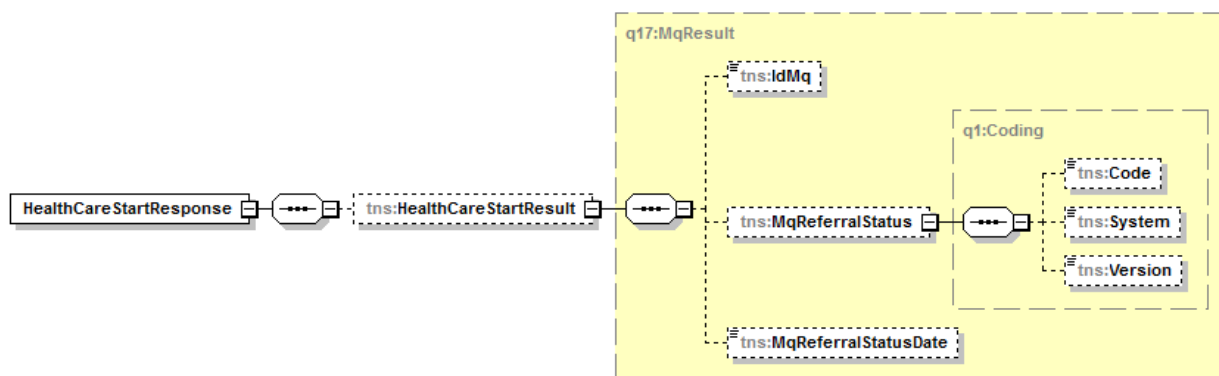 q17:MqResult
tns:IdMq
q1:Coding
tns:Code
HealthCareStartResponse
tns:HealthCareStartResult
tns:MqReferralStatus
tns:System
tns:Version
tns:MqReferralStatusDate